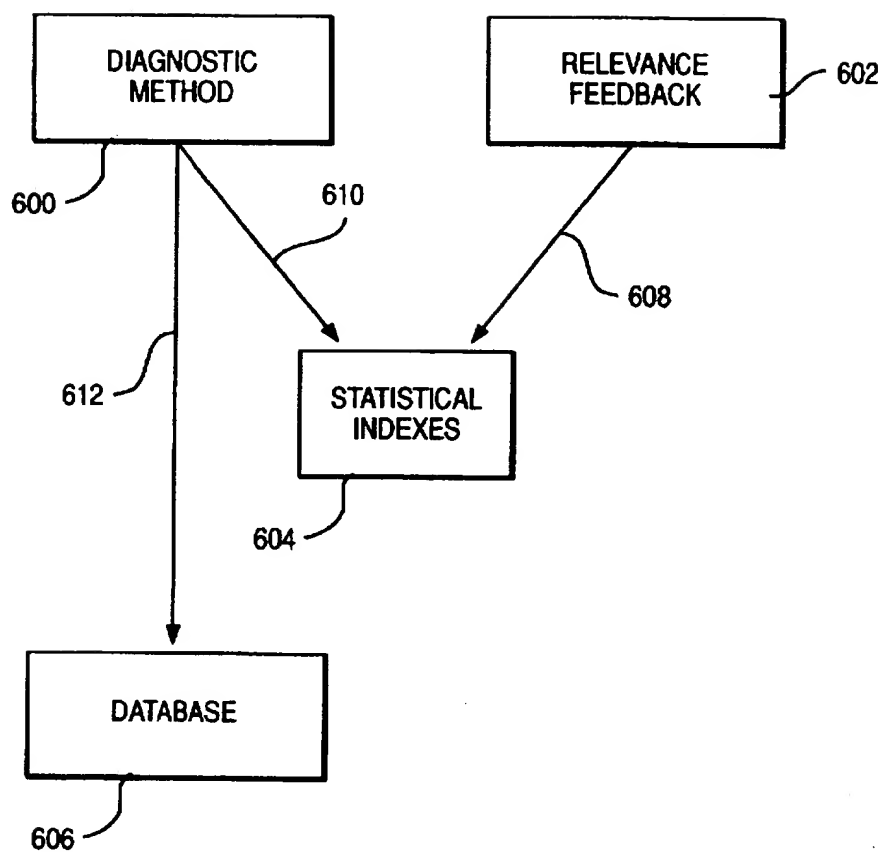 DIAGNOSTIC
METHOD
RELEVANCE
FEEDBACK
602
600
610
608
612
STATISTICAL
INDEXES
604
DATABASE
606